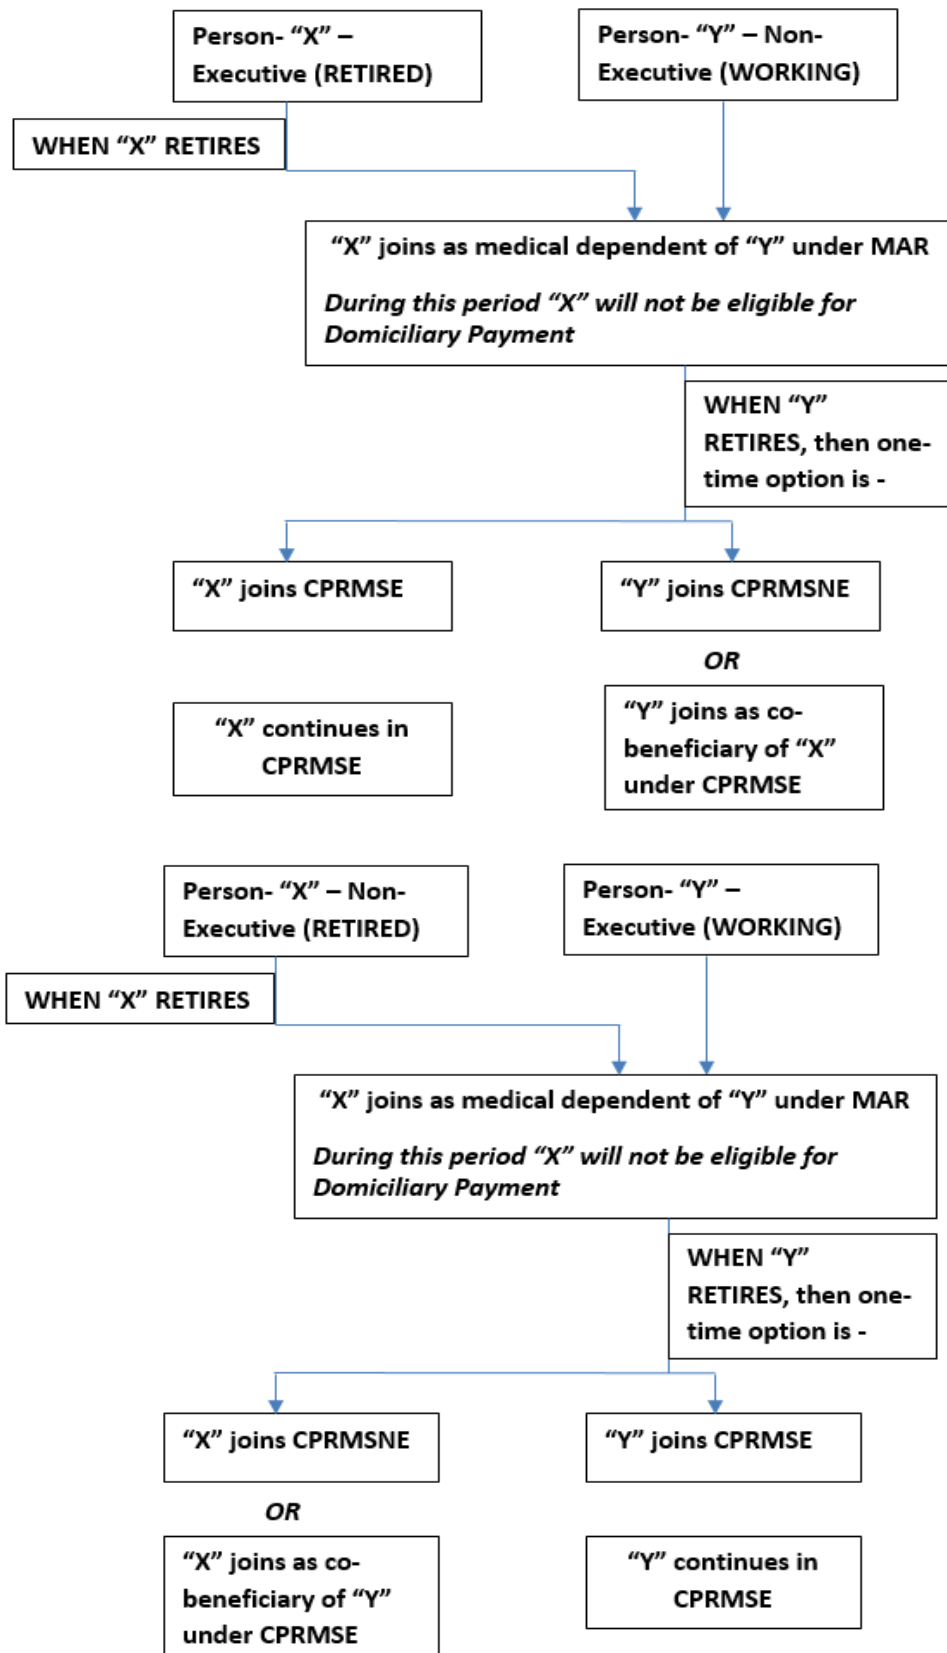 Person- “X” –
Executive (RETIRED)
Person- “Y” – Non-
Executive (WORKING)
WHEN “X” RETIRES
“X” joins as medical dependent of “Y” under MAR
During this period “X” will not be eligible for
Domiciliary Payment
WHEN “Y”
RETIRES, then one-
time option is -
“X” joins CPRMSE
“Y” joins CPRMSNE
OR
“X” continues in
CPRMSE
“Y” joins as co-
beneficiary of “X”
under CPRMSE
Person- “X” – Non-
Executive (RETIRED)
Person- “Y” –
Executive (WORKING)
WHEN “X” RETIRES
“X” joins as medical dependent of “Y” under MAR
During this period “X” will not be eligible for
Domiciliary Payment
WHEN “Y”
RETIRES, then one-
time option is -
“X” joins CPRMSNE
“Y” joins CPRMSE
OR
“X” joins as co-
beneficiary of “Y”
under CPRMSE
“Y” continues in
CPRMSE